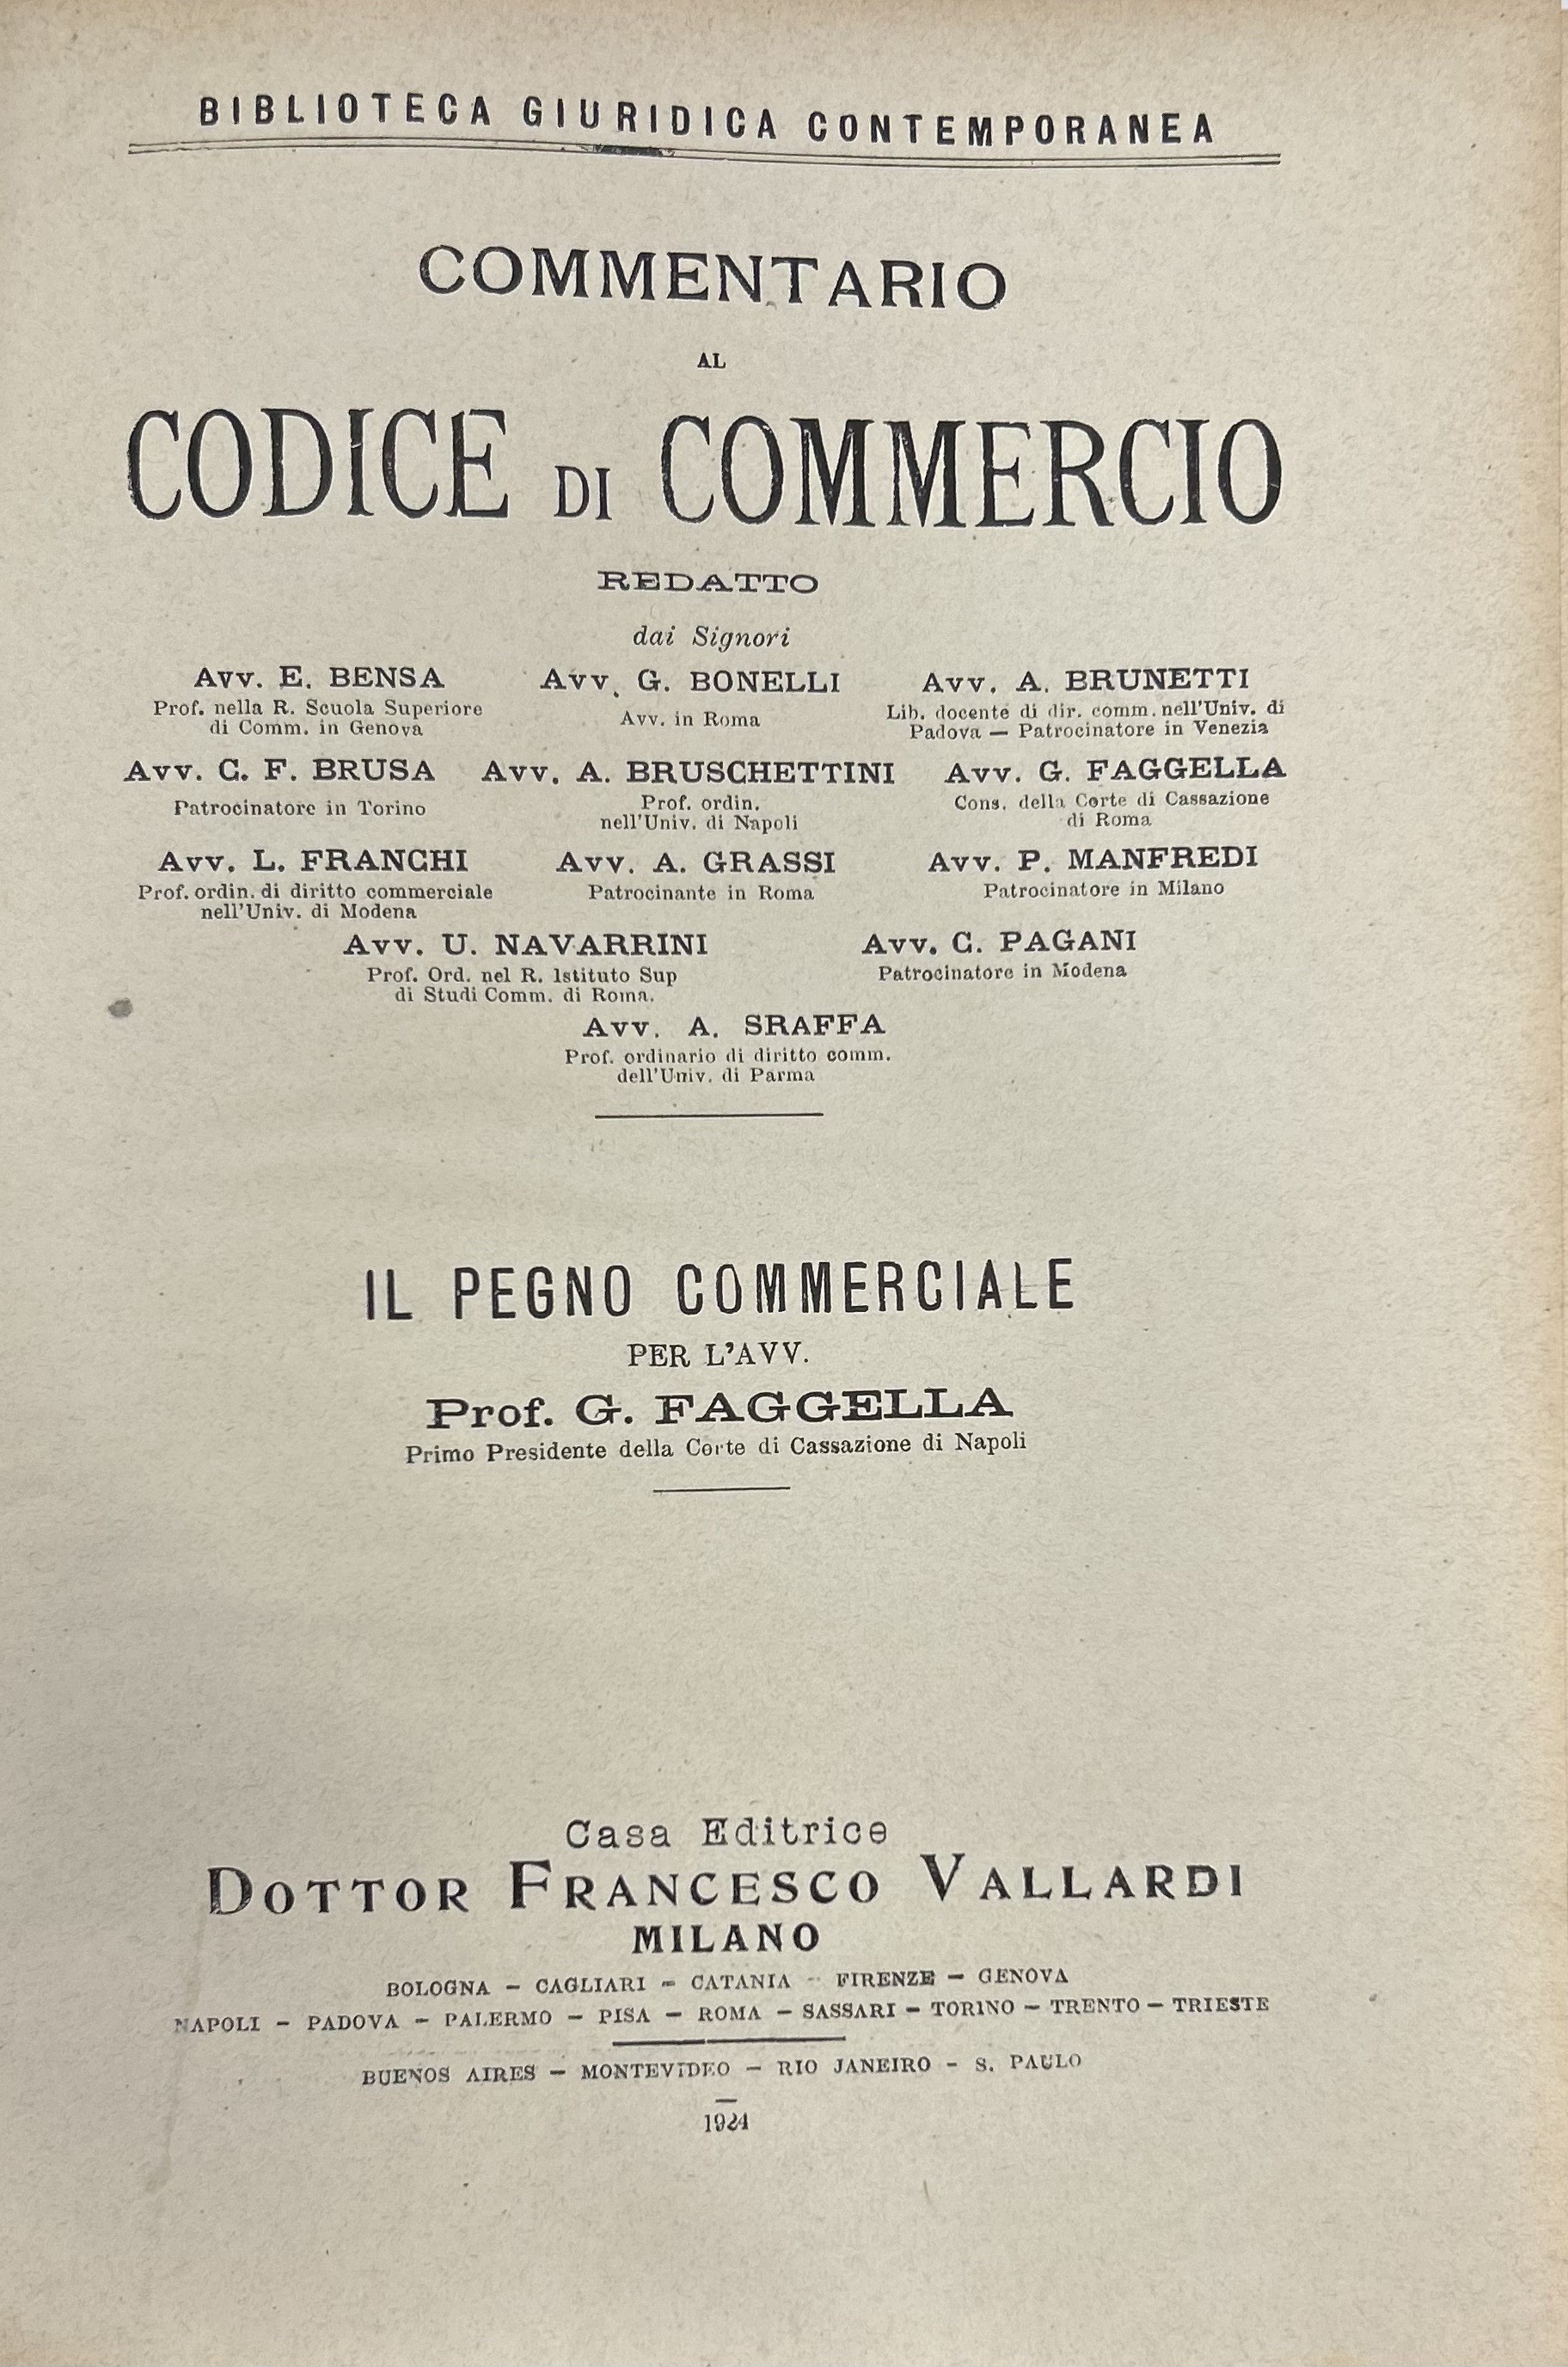 BIBLIOTECA GIURIDICA CONTEMPORANEA
COMMENTARIO
AL
CODICE DI COMMERCIO
REDATTO
dai Signori
Avv. E. BENSA
Prof. nella R. Scuola Superiore
di Comm. in Genova
Avv. G. BONELLI
Avv. in Roma
Avv. A. BRUNETTI
Lib. docente di dir. comm. nell'Univ. di
Padova — Patrocinatore in Venezia
Avv. C. F. BRUSA
Patrocinatore in Torino
Avv. A. BRUSCHETTINI
Prof. ordin.
nell'Univ. di Napoli
Avv. G. FAGGELLA
Cons. della Corte di Cassazione
di Roma
Avv. L. FRANCHI
Prof. ordin. di diritto commerciale
nell'Univ. di Modena
Avv. A. GRASSI
Patrocinante in Roma
Avv. P. MANFREDI
Patrocinatore in Milano
Avv. U. NAVARRINI
Prof. Ord. nel R. Istituto Sup
di Studi Comm. di Roma.
Avv. C. PAGANI
Patrocinatore in Modena
Avv. A. SRAFFA
Prof. ordinario di diritto comm.
dell'Univ. di Parma
IL PEGNO COMMERCIALE
PER L'AVV.
Prof. G. FAGGELLA
Primo Presidente della Corte di Cassazione di Napoli
Casa Editrice
DOTTOR FRANCESCO VALLARDI
MILANO
BOLOGNA — CAGLIARI — CATANIA — FIRENZE — GENOVA
NAPOLI — PADOVA — PALERMO — PISA — ROMA — SASSARI — TORINO — TRENTO — TRIESTE
BUENOS AIRES — MONTEVIDEO — RIO JANEIRO — S. PAULO
1924